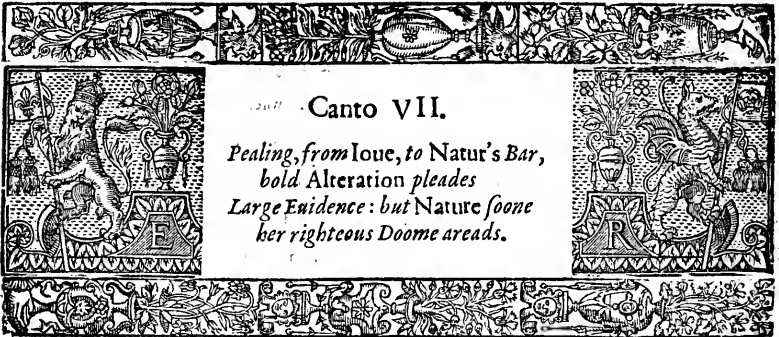 Canto VII.
Pealing, from Ioue, to Natur's Bar,
bold Alteration pleades
Large Euidence: but Nature ſoone
her righteous Doome areads.
E
R